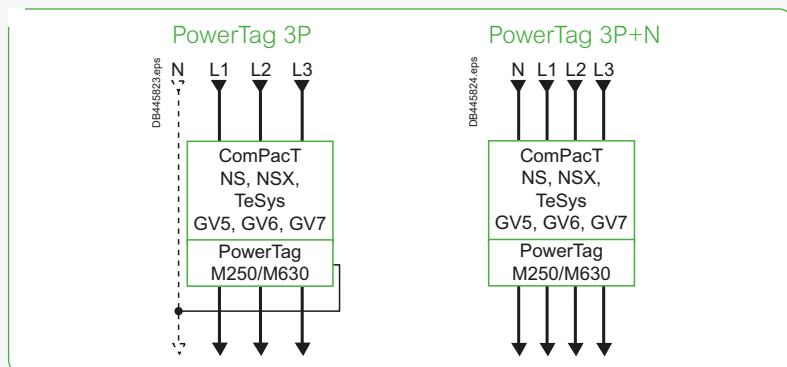 PowerTag 3P
DB445823.eps
N L1 L2 L3
ComPacT
NS, NSX,
TeSys
GV5, GV6, GV7
PowerTag
M250/M630
PowerTag 3P+N
DB445824.eps
N L1 L2 L3
ComPacT
NS, NSX,
TeSys
GV5, GV6, GV7
PowerTag
M250/M630